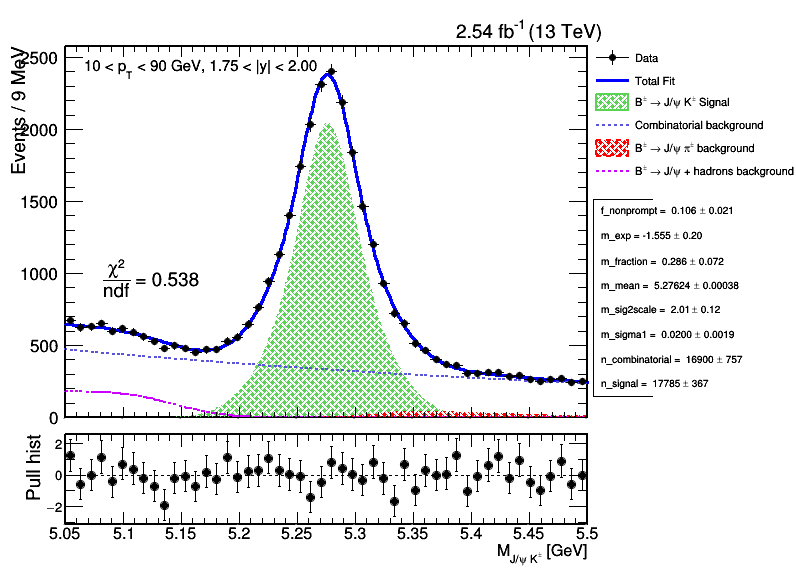 2.54 fb⁻¹ (13 TeV)
Events / 9 MeV
10 < p_T < 90 GeV, 1.75 < |y| < 2.00
χ²/ndf = 0.538
2500
2000
1500
1000
500
0
Data
Total Fit
B± → J/ψ K± Signal
Combinatorial background
B± → J/ψ π± background
B± → J/ψ + hadrons background
f_nonprompt = 0.106 ± 0.021
m_exp = -1.555 ± 0.20
m_fraction = 0.286 ± 0.072
m_mean = 5.27624 ± 0.00038
m_sig2scale = 2.01 ± 0.12
m_sigma1 = 0.0200 ± 0.0019
n_combinatorial = 16900 ± 757
n_signal = 17785 ± 367
Pull hist
2
0
−2
5.05 5.1 5.15 5.2 5.25 5.3 5.35 5.4 5.45 5.5
M_J/ψ K± [GeV]